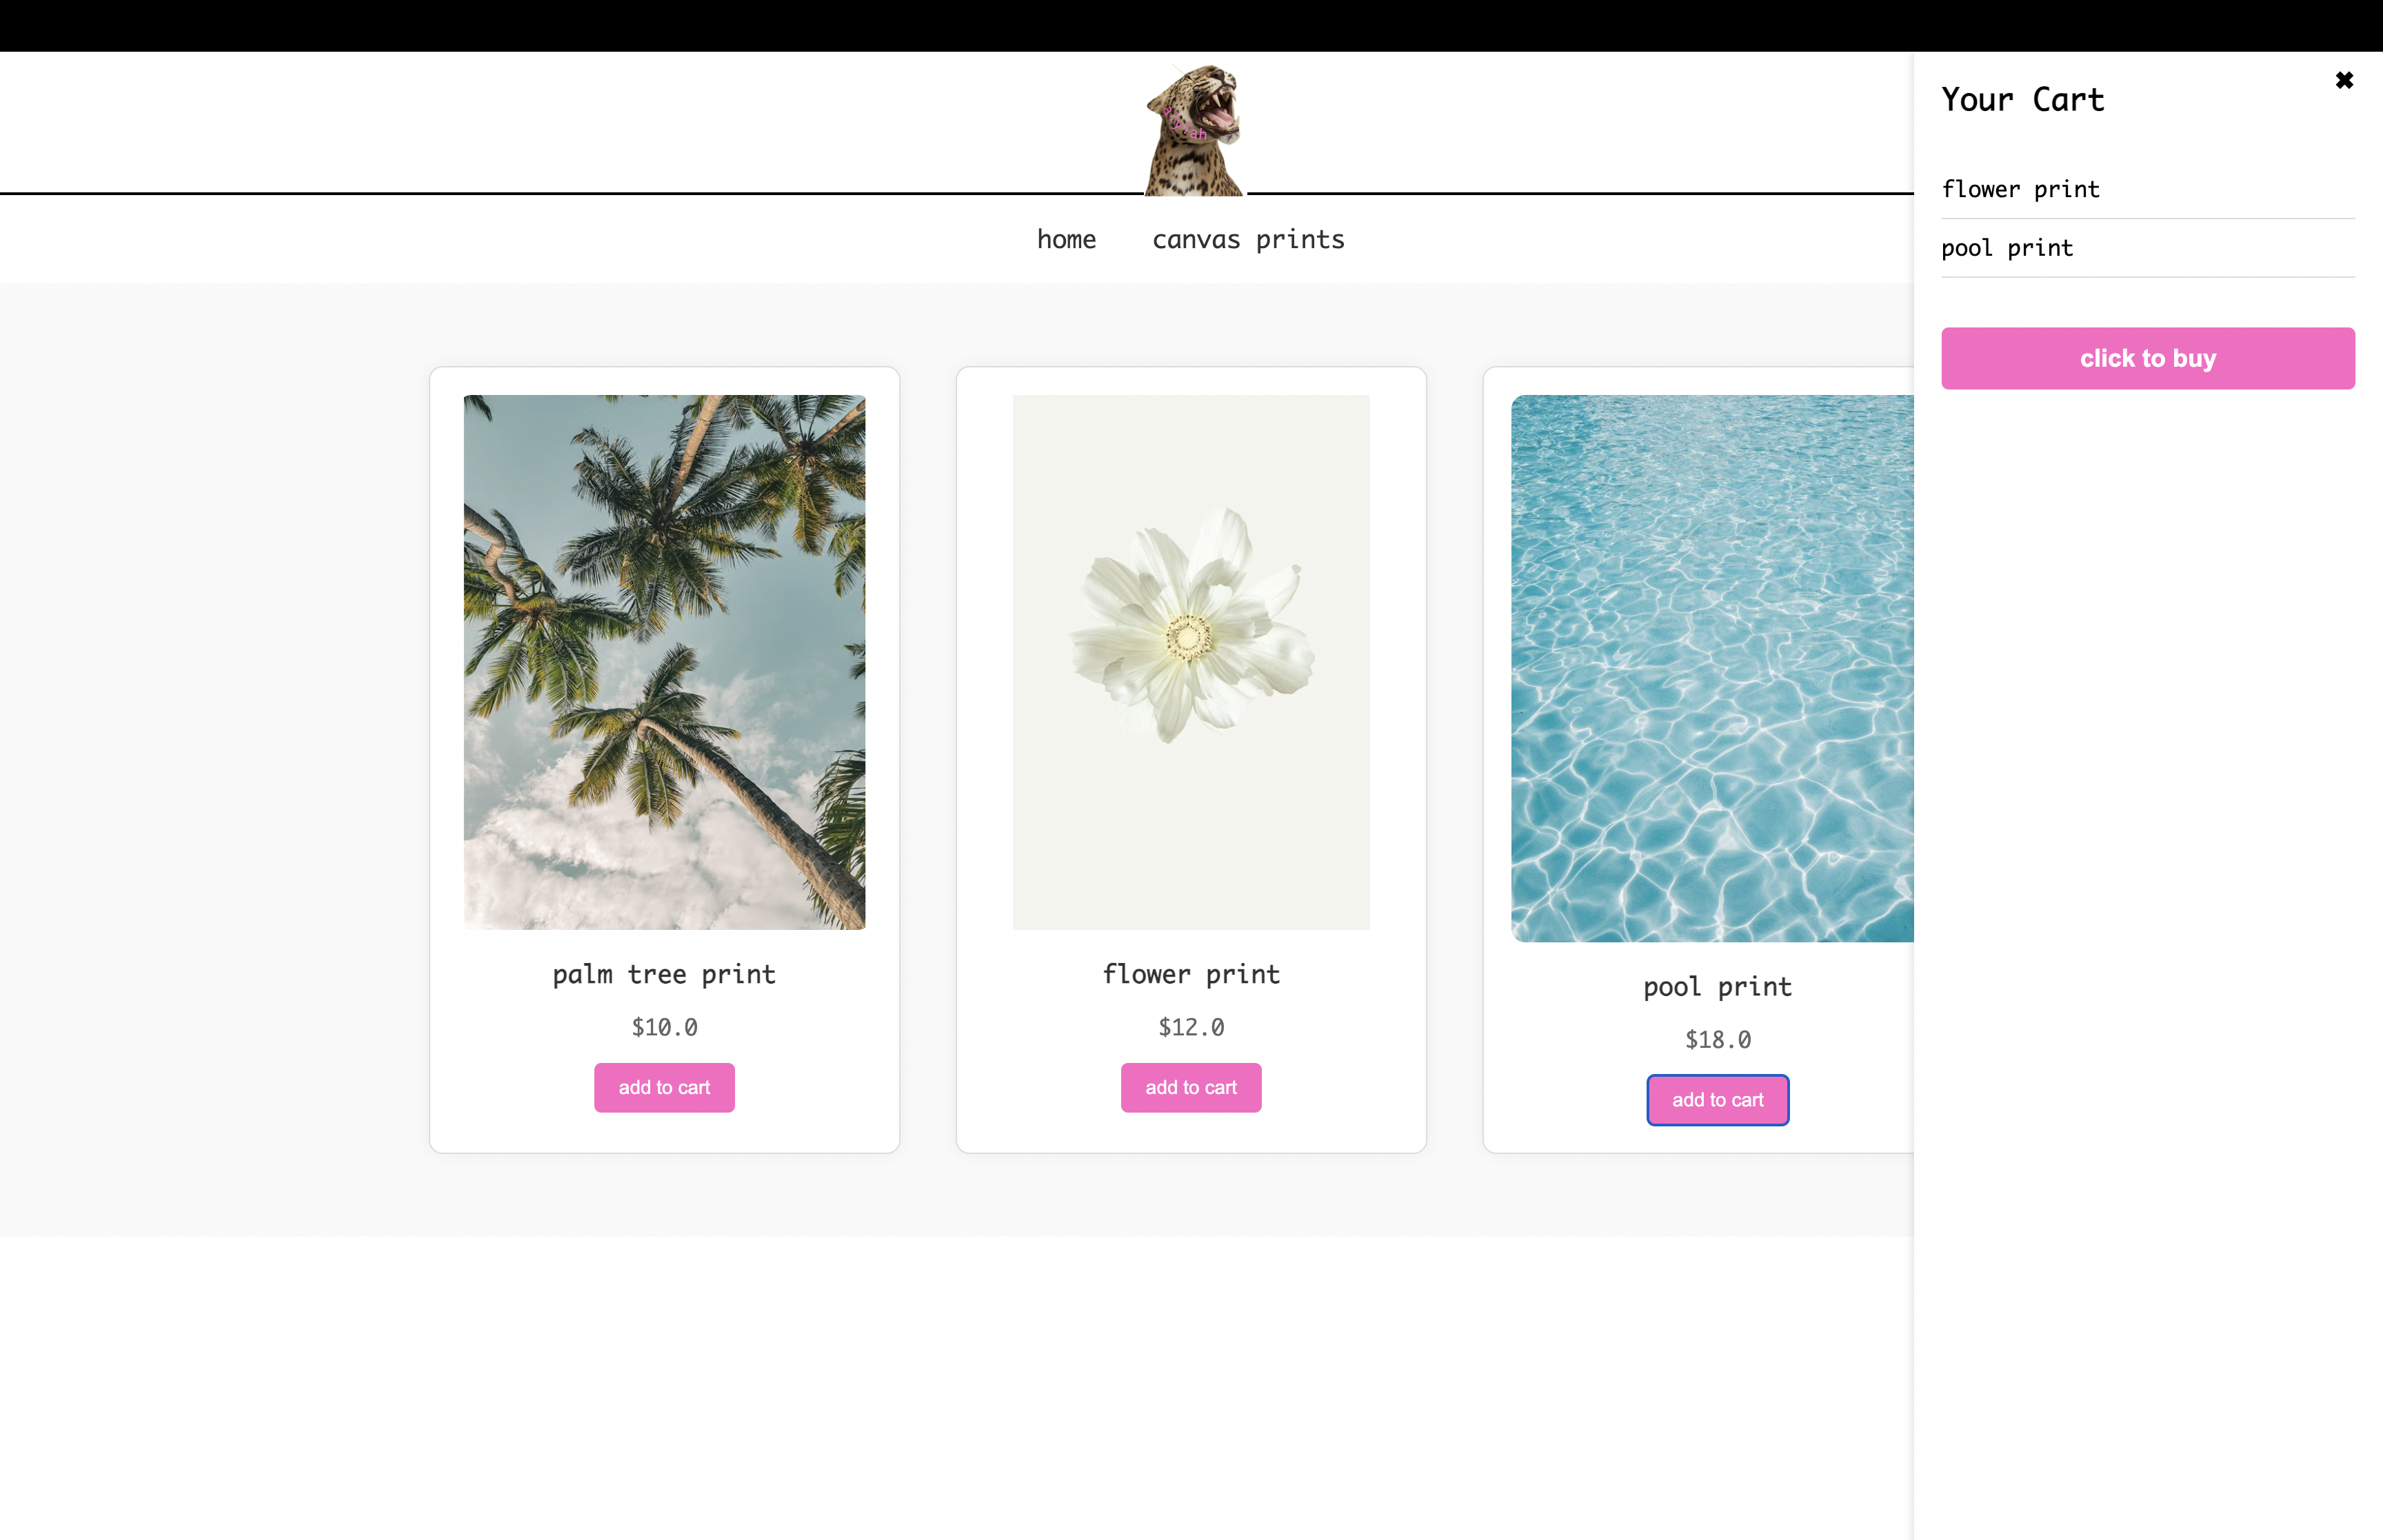 Your Cart ✖
flower print
pool print
click to buy
home canvas prints
palm tree print
$10.0
add to cart
flower print
$12.0
add to cart
pool print
$18.0
add to cart